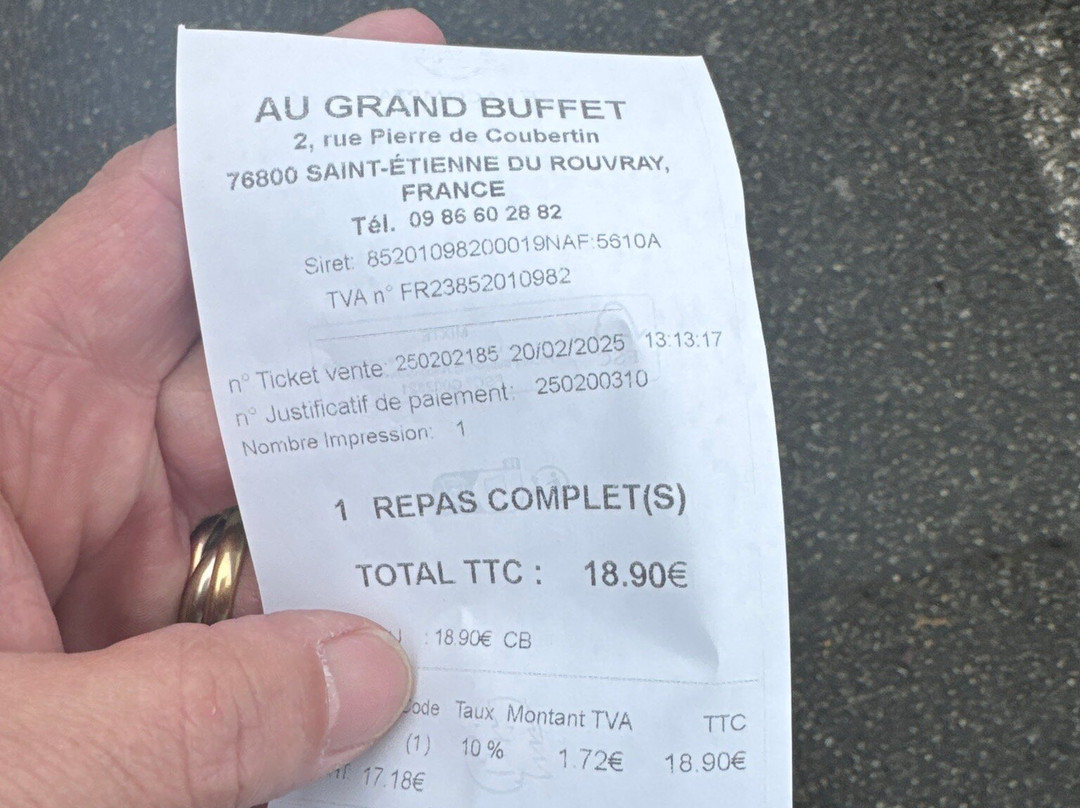 AU GRAND BUFFET
2, rue Pierre de Coubertin
76800 SAINT-ÉTIENNE DU ROUVRAY,
FRANCE
Tél. 09 86 60 28 82
Siret: 85201098200019NAF:5610A
TVA n° FR23852010982
n° Ticket vente: 250202185 20/02/2025 13:13:17
n° Justificatif de paiement: 250200310
Nombre Impression: 1
1 REPAS COMPLET(S)
TOTAL TTC : 18.90€
: 18.90€ CB
Taux Montant TVA TTC
(1) 10 % 1.72€ 18.90€
17.18€